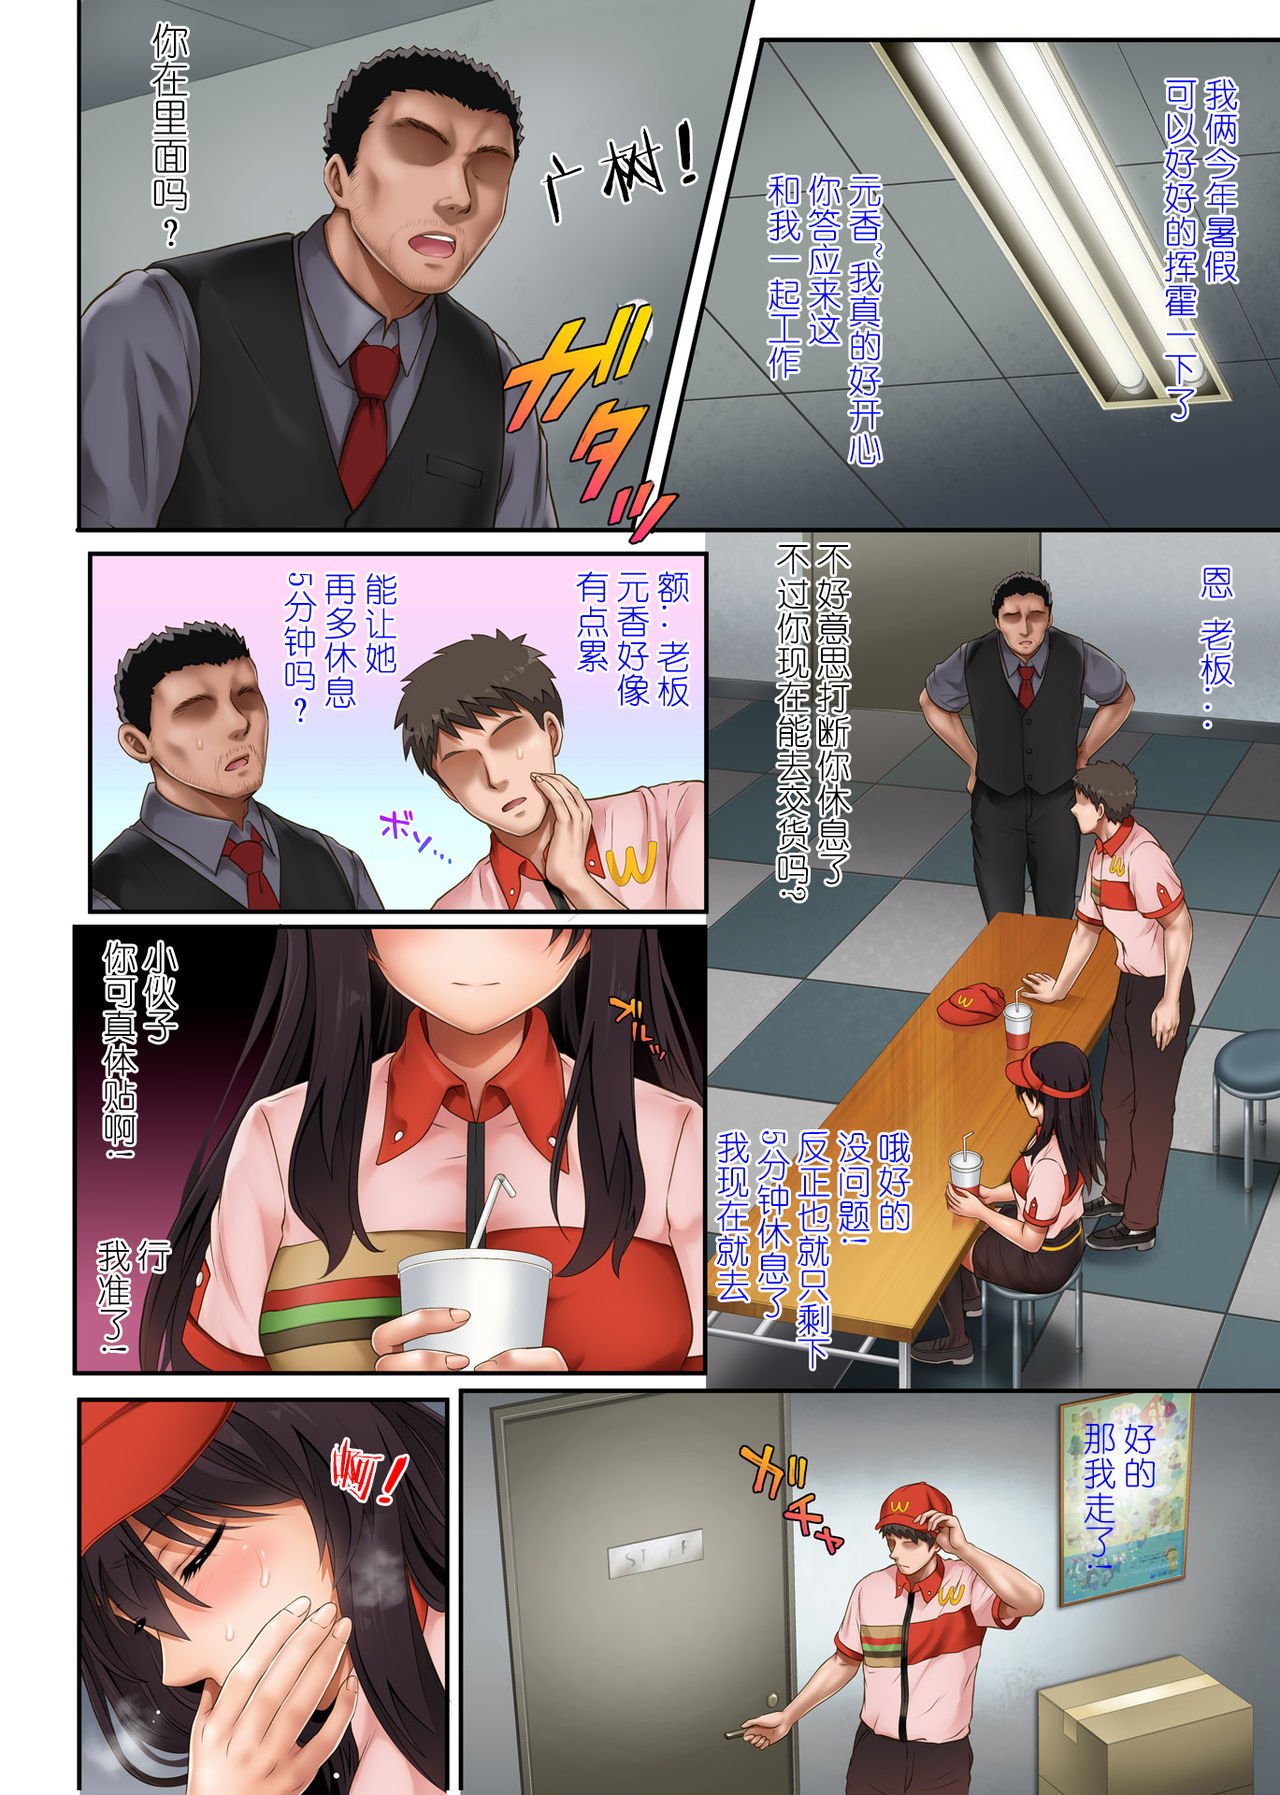 我俩今年暑假
可以好好的挥霍一下了
元香~我真的好开心
你答应来这
和我一起工作
广树!
你在里面吗?
ガタッ
恩 老板...
不好意思打断你休息了
不过你现在能去交货吗?
额..老板
元香好像
有点累
能让她
再多休息
5分钟吗?
ボソ...
哦好的
没问题!
反正也就只剩下
5分钟休息了
我现在就去
小伙子
你可真体贴啊!
行
我准了!
好的
那我走了!
ガチャ
STAFF
啊!